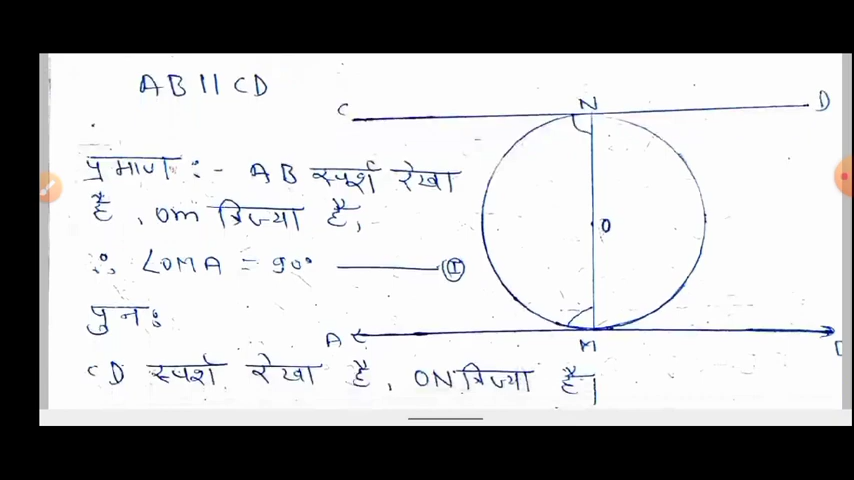 AB || CD
C
N
D
प्रमाण :- AB स्पर्श रेखा
है , OM त्रिज्या है,
O
∴ ∠OMA = 90° ——— (I)
पुनः
A
M
CD स्पर्श रेखा है , ON त्रिज्या है।